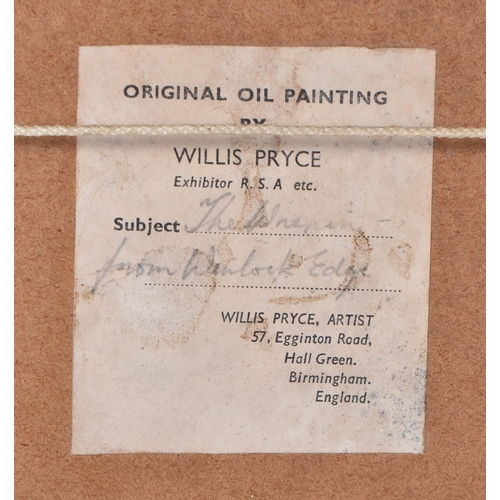 ORIGINAL OIL PAINTING
BY
WILLIS PRYCE
Exhibitor R.S.A etc.
Subject The Wrekin -
from Wenlock Edge
WILLIS PRYCE, ARTIST
57, Egginton Road,
Hall Green.
Birmingham.
England.